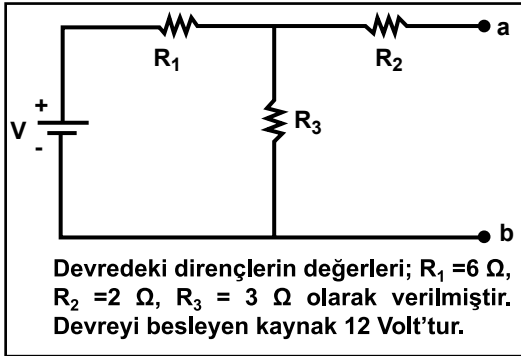 a
R₁
R₂
+
V
-
R₃
b
Devredeki dirençlerin değerleri; R₁ =6 Ω,
R₂ =2 Ω, R₃ = 3 Ω olarak verilmiştir.
Devreyi besleyen kaynak 12 Volt'tur.